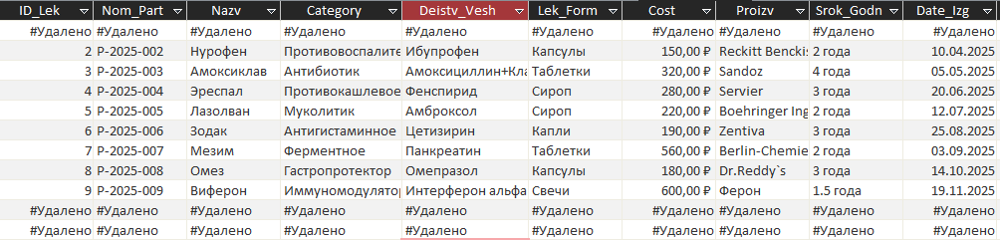 ID_Lek Nom_Part Nazv Category Deistv_Vesh Lek_Form Cost Proizv Srok_Godn Date_Izg
#Удалено #Удалено #Удалено #Удалено #Удалено #Удалено #Удалено #Удалено #Удалено #Удалено
2 P-2025-002 Нурофен Противовоспалите Ибупрофен Капсулы 150,00 ₽ Reckitt Benckis 2 года 10.04.2025
3 P-2025-003 Амоксиклав Антибиотик Амоксициллин+Кла Таблетки 320,00 ₽ Sandoz 4 года 05.05.2025
4 P-2025-004 Эреспал Противокашлевое Фенспирид Сироп 280,00 ₽ Servier 3 года 20.06.2025
5 P-2025-005 Лазолван Муколитик Амброксол Сироп 220,00 ₽ Boehringer Ing 2 года 12.07.2025
6 P-2025-006 Зодак Антигистаминное Цетизирин Капли 190,00 ₽ Zentiva 3 года 25.08.2025
7 P-2025-007 Мезим Ферментное Панкреатин Таблетки 560,00 ₽ Berlin-Chemie 2 года 03.09.2025
8 P-2025-008 Омез Гастропротектор Омепразол Капсулы 180,00 ₽ Dr.Reddy`s 3 года 14.10.2025
9 P-2025-009 Виферон Иммуномодулятор Интерферон альфа Свечи 600,00 ₽ Ферон 1.5 года 19.11.2025
#Удалено #Удалено #Удалено #Удалено #Удалено #Удалено #Удалено #Удалено #Удалено #Удалено
#Удалено #Удалено #Удалено #Удалено #Удалено #Удалено #Удалено #Удалено #Удалено #Удалено